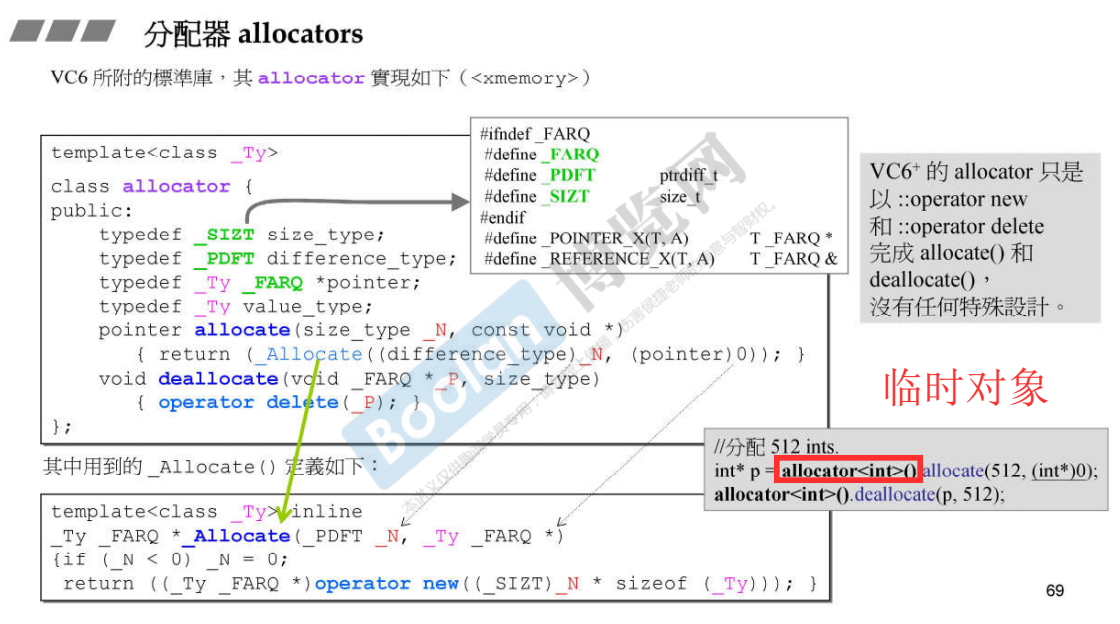 分配器 allocators
VC6 所附的標準庫，其 allocator 實現如下（<xmemory>）
template<class _Ty>
class allocator {
public:
typedef _SIZT size_type;
typedef _PDFT difference_type;
typedef _Ty _FARQ *pointer;
typedef _Ty value_type;
pointer allocate(size_type _N, const void *)
{ return (_Allocate((difference_type)_N, (pointer)0)); }
void deallocate(void _FARQ *_P, size_type)
{ operator delete(_P); }
};
#ifndef _FARQ
#define _FARQ
#define _PDFT ptrdiff_t
#define _SIZT size_t
#endif
#define _POINTER_X(T, A) T _FARQ *
#define _REFERENCE_X(T, A) T _FARQ &
VC6+ 的 allocator 只是
以 ::operator new
和 ::operator delete
完成 allocate() 和
deallocate()，
沒有任何特殊設計。
临时对象
//分配 512 ints.
int* p = allocator<int>().allocate(512, (int*)0);
allocator<int>().deallocate(p, 512);
其中用到的 _Allocate() 定義如下：
template<class _Ty> inline
_Ty _FARQ *_Allocate(_PDFT _N, _Ty _FARQ *)
{if (_N < 0) _N = 0;
return ((_Ty _FARQ *)operator new((_SIZT)_N * sizeof (_Ty))); }
Boolan 博览网
69